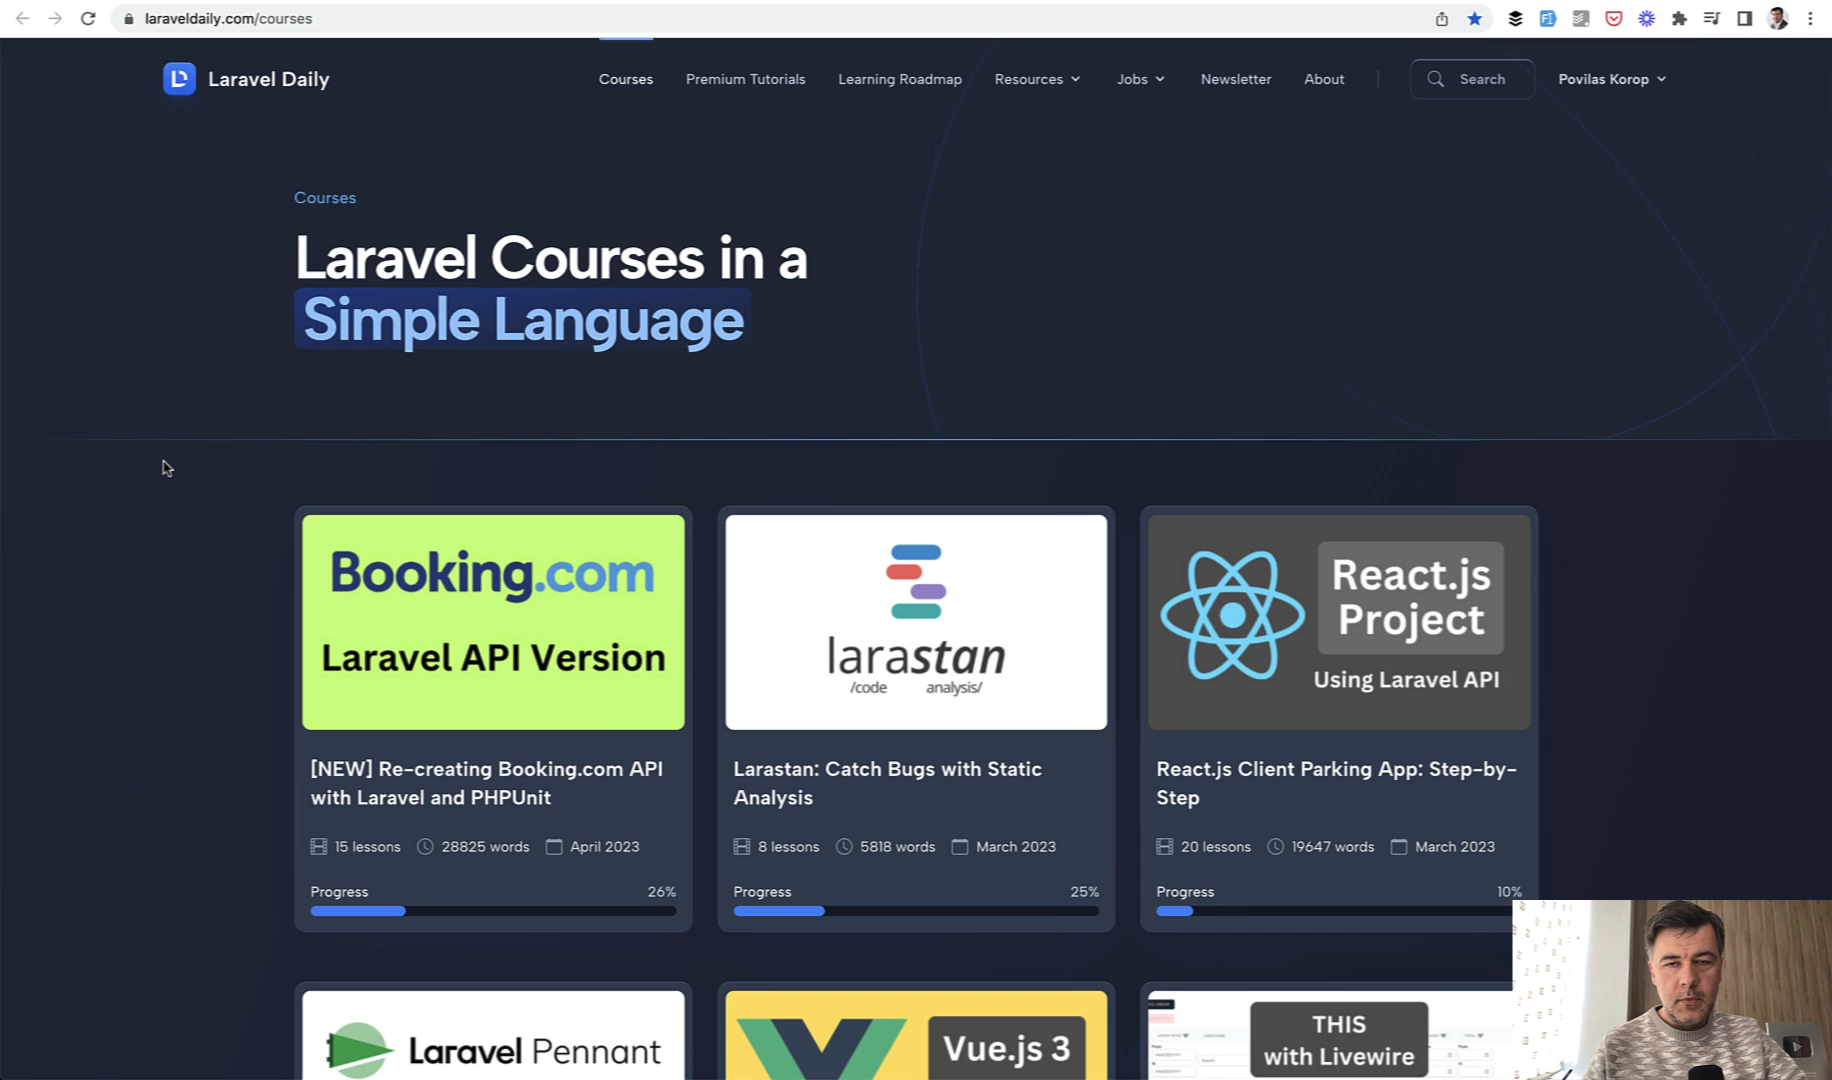 laraveldaily.com/courses
Laravel Daily
Courses
Premium Tutorials
Learning Roadmap
Resources
Jobs
Newsletter
About
Search
Povilas Korop
Courses
Laravel Courses in a
Simple Language
Booking.com
Laravel API Version
[NEW] Re-creating Booking.com API
with Laravel and PHPUnit
15 lessons
28825 words
April 2023
Progress
26%
larastan
/code analysis/
Larastan: Catch Bugs with Static
Analysis
8 lessons
5818 words
March 2023
Progress
25%
React.js
Project
Using Laravel API
React.js Client Parking App: Step-by-
Step
20 lessons
19647 words
March 2023
Progress
10%
Laravel Pennant
Vue.js 3
THIS
with Livewire